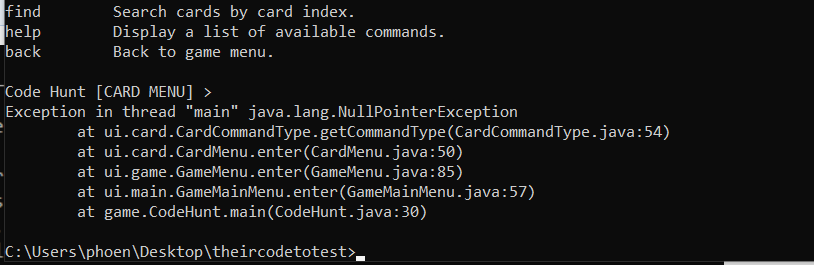 find        Search cards by card index.
help        Display a list of available commands.
back        Back to game menu.
Code Hunt [CARD MENU] >
Exception in thread "main" java.lang.NullPointerException
        at ui.card.CardCommandType.getCommandType(CardCommandType.java:54)
        at ui.card.CardMenu.enter(CardMenu.java:50)
        at ui.game.GameMenu.enter(GameMenu.java:85)
        at ui.main.GameMainMenu.enter(GameMainMenu.java:57)
        at game.CodeHunt.main(CodeHunt.java:30)
C:\Users\phoen\Desktop\theircodetotest>